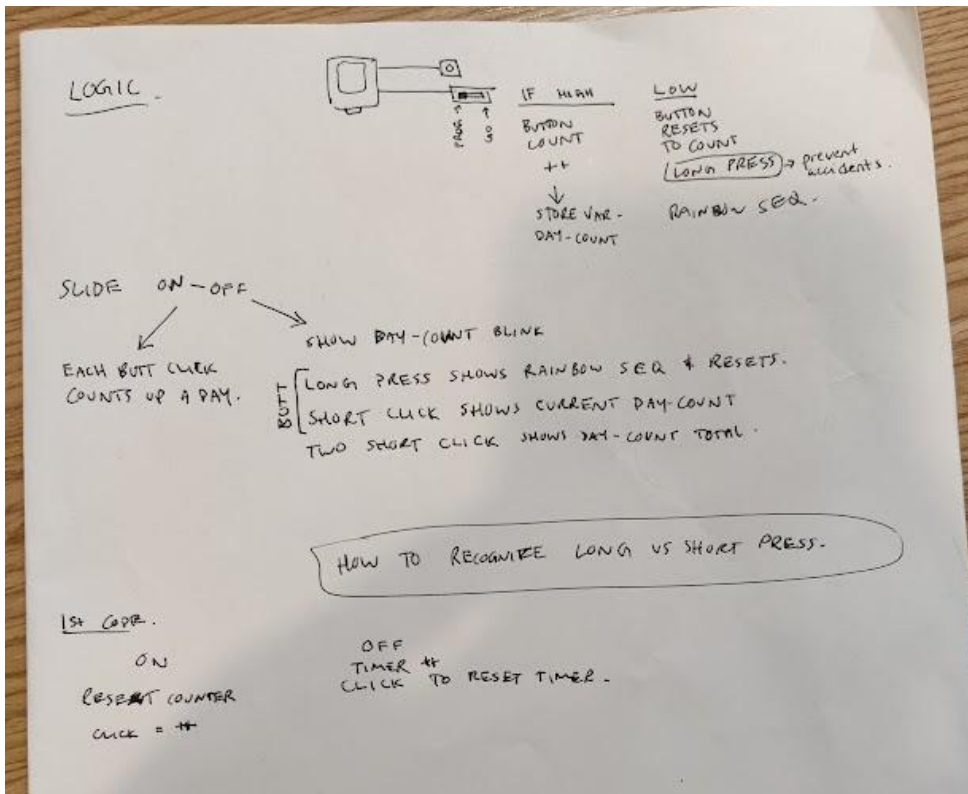 LOGIC.
PROG
ON
IF HIGH
BUTTON
COUNT
++
STORE VAR-
DAY-COUNT
LOW
BUTTON
RESETS
TO COUNT
LONG PRESS → prevent
accidents.
RAINBOW SEQ.
SLIDE ON-OFF
EACH BUTT CLICK
COUNTS UP A DAY.
SHOW DAY-COUNT BLINK
BUTT
LONG PRESS SHOWS RAINBOW SEQ & RESETS.
SHORT CLICK SHOWS CURRENT DAY-COUNT
TWO SHORT CLICK SHOWS DAY-COUNT TOTAL.
HOW TO RECOGNIZE LONG VS SHORT PRESS.
1st CODE.
ON
RESET COUNTER
CLICK = ++
OFF
TIMER ++
CLICK TO RESET TIMER.